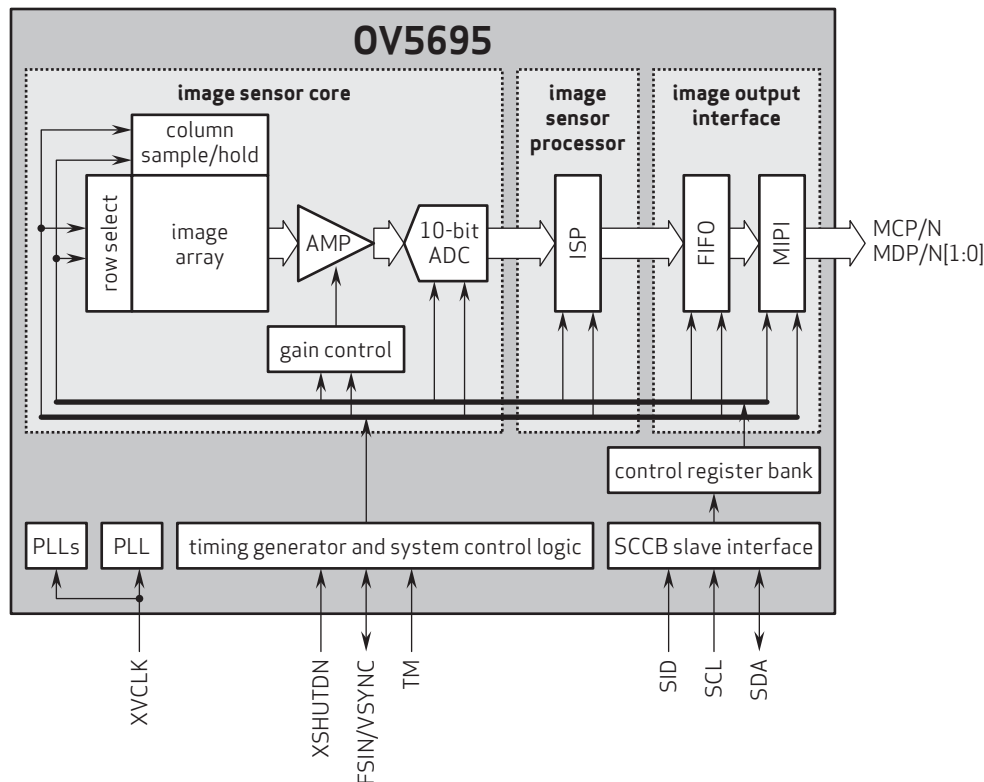 OV5695
image sensor core
image
sensor
processor
image output
interface
column
sample/hold
row select
image
array
AMP
10-bit
ADC
ISP
FIFO
MIPI
MCP/N
MDP/N[1:0]
gain control
control register bank
PLLs
PLL
timing generator and system control logic
SCCB slave interface
XVCLK
XSHUTDN
FSIN/VSYNC
TM
SID
SCL
SDA